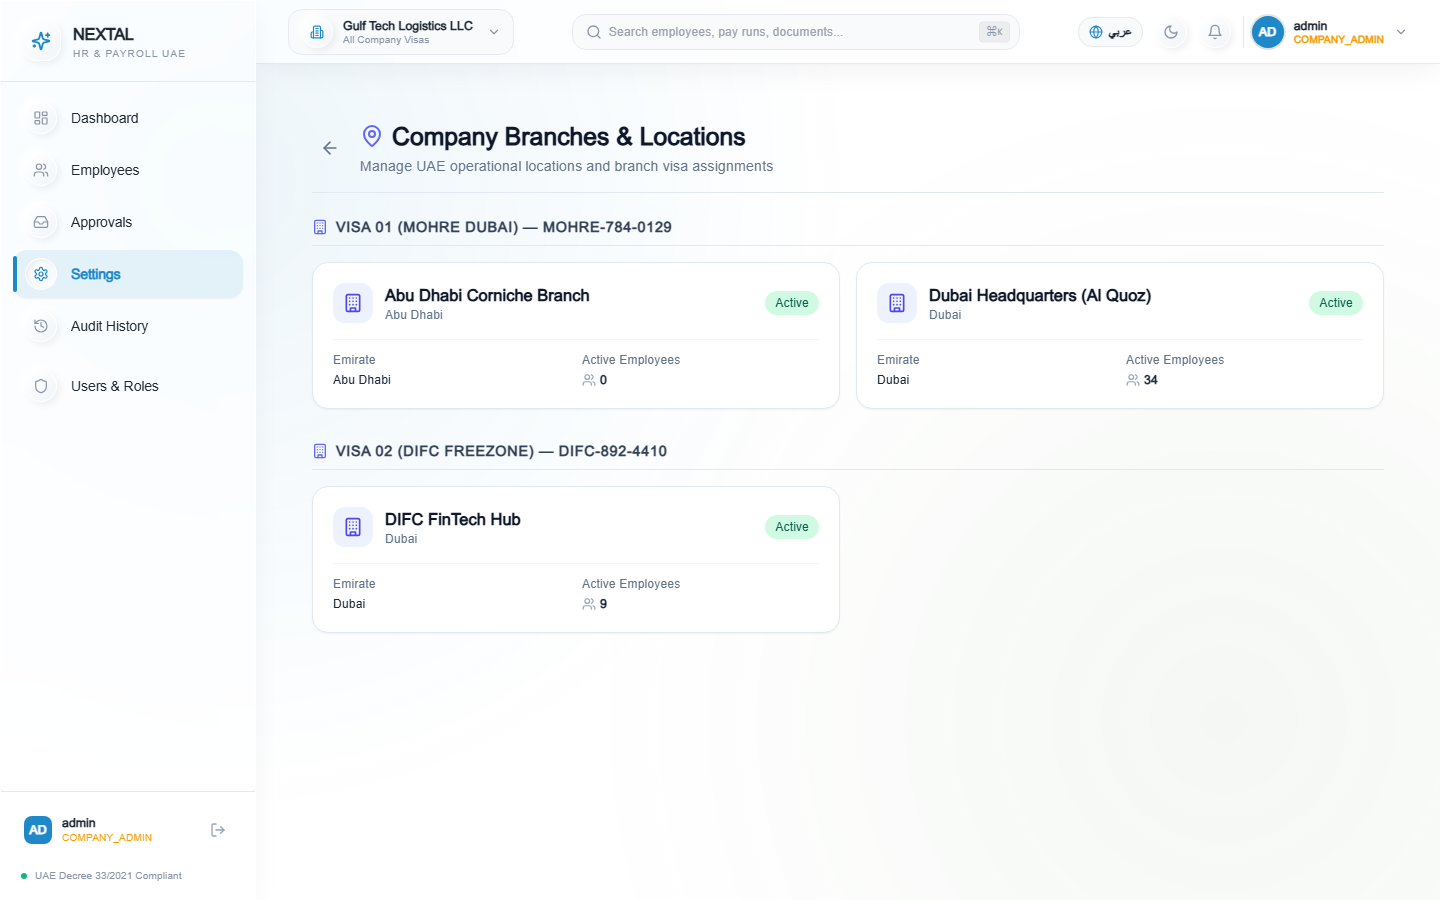 NEXTAL
HR & PAYROLL UAE
Dashboard
Employees
Approvals
Settings
Audit History
Users & Roles
AD
admin
COMPANY_ADMIN
UAE Decree 33/2021 Compliant
Gulf Tech Logistics LLC
All Company Visas
Search employees, pay runs, documents...
⌘K
عربي
AD
admin
COMPANY_ADMIN
Company Branches & Locations
Manage UAE operational locations and branch visa assignments
VISA 01 (MOHRE DUBAI) — MOHRE-784-0129
Abu Dhabi Corniche Branch
Abu Dhabi
Active
Emirate
Abu Dhabi
Active Employees
0
Dubai Headquarters (Al Quoz)
Dubai
Active
Emirate
Dubai
Active Employees
34
VISA 02 (DIFC FREEZONE) — DIFC-892-4410
DIFC FinTech Hub
Dubai
Active
Emirate
Dubai
Active Employees
9